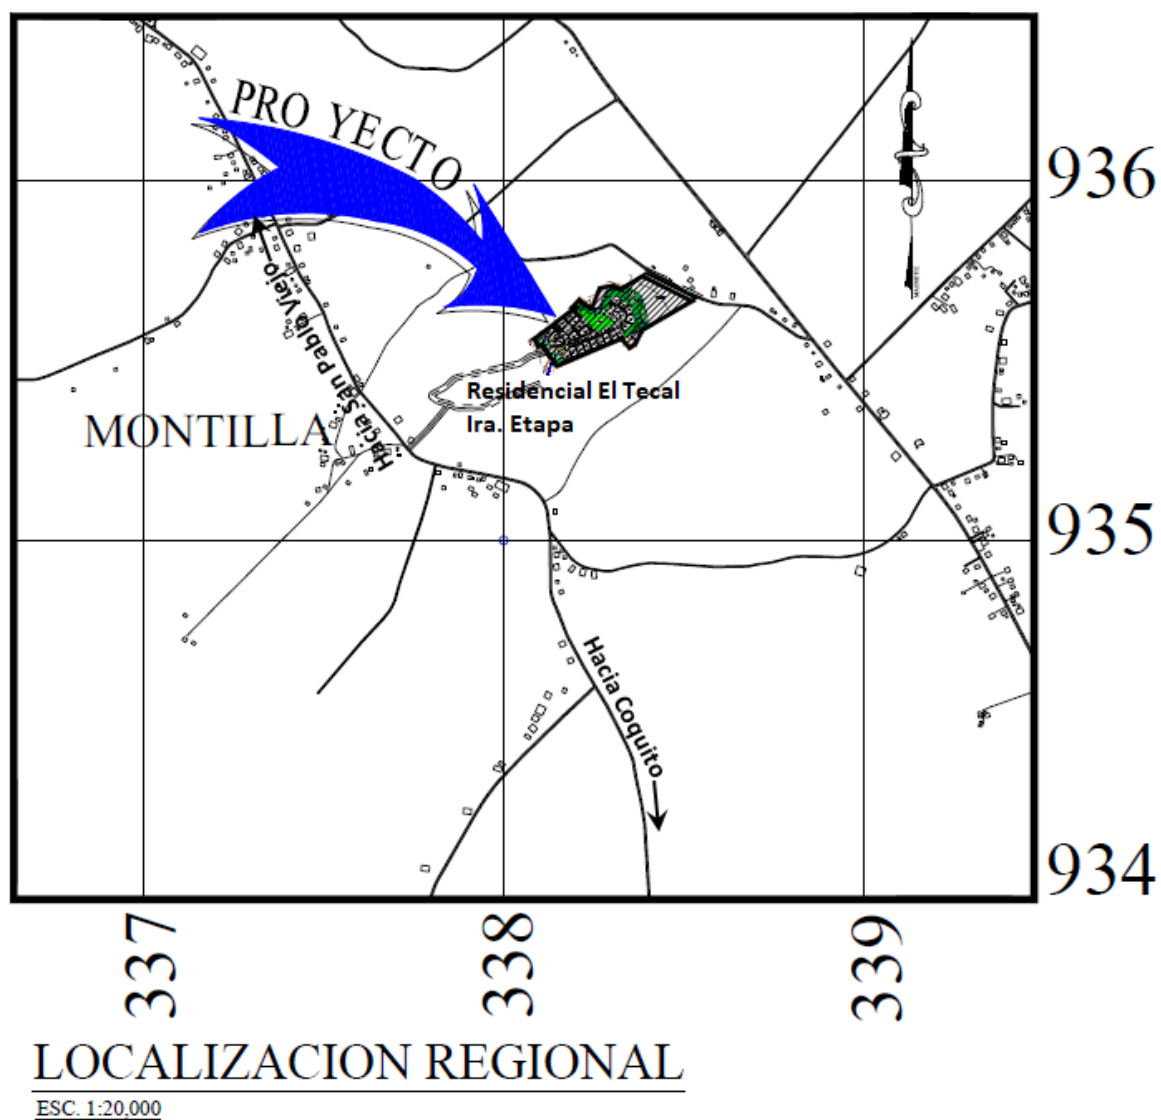 PRO YECTO
936
Hacia San Pablo Viejo
Residencial El Tecal
Ira. Etapa
MONTILLA
935
Hacia Coquito
934
337
338
339
LOCALIZACION REGIONAL
ESC. 1:20,000